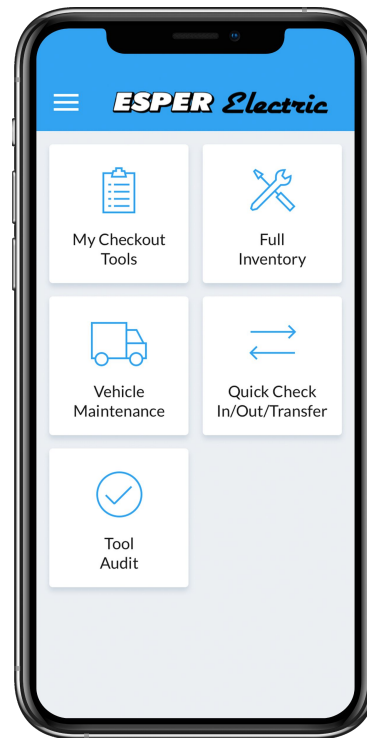 ESPER Electric
My Checkout
Tools
Full
Inventory
Vehicle
Maintenance
Quick Check
In/Out/Transfer
Tool
Audit